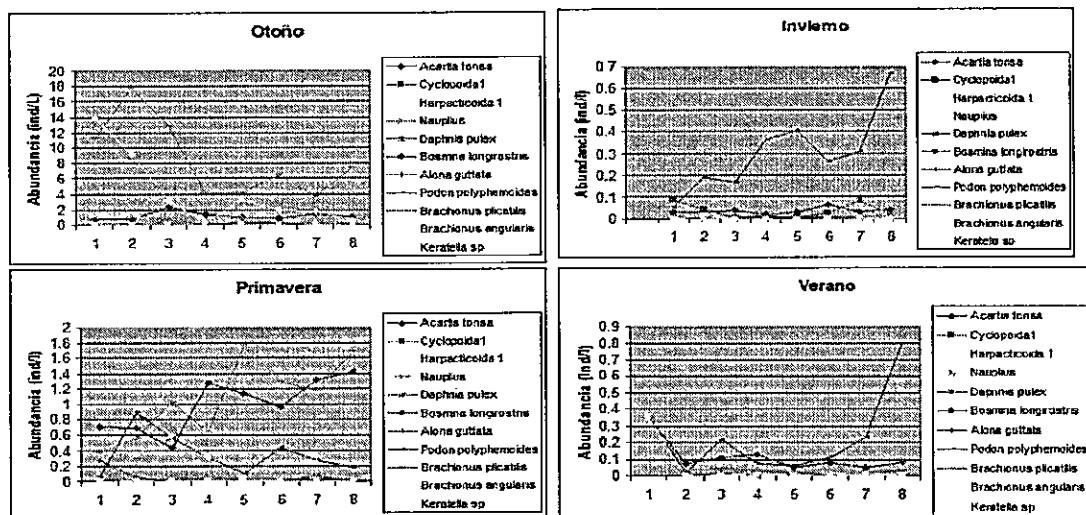 Otoño
Abundancia (ind/L)
20
18
16
14
12
10
8
6
4
2
0
1 2 3 4 5 6 7 8
Acartia tonsa
Cyclopoida1
Harpacticoida 1
Nauplius
Daphnia pulex
Bosmina longirostris
Alona guttata
Podon polyphemoides
Brachionus plicatilis
Brachionus angularis
Keratella sp
Invierno
Abundancia (ind/l)
0.7
0.6
0.5
0.4
0.3
0.2
0.1
0
1 2 3 4 5 6 7 8
Acartia tonsa
Cyclopoida1
Harpacticoida 1
Nauplius
Daphnia pulex
Bosmina longirostris
Alona guttata
Podon polyphemoides
Brachionus plicatilis
Brachionus angularis
Keratella sp
Primavera
Abundancia (ind/l)
2
1.8
1.6
1.4
1.2
1
0.8
0.6
0.4
0.2
0
1 2 3 4 5 6 7 8
Acartia tonsa
Cyclopoida1
Harpacticoida 1
Nauplius
Daphnia pulex
Bosmina longirostris
Alona guttata
Podon polyphemoides
Brachionus plicatilis
Brachionus angularis
Keratella sp
Verano
Abundancia (ind/l)
0.9
0.8
0.7
0.6
0.5
0.4
0.3
0.2
0.1
0
1 2 3 4 5 6 7 8
Acartia tonsa
Cyclopoida1
Harpacticoida 1
Nauplius
Daphnia pulex
Bosmina longirostris
Alona guttata
Podon polyphemoides
Brachionus plicatilis
Brachionus angularis
Keratella sp